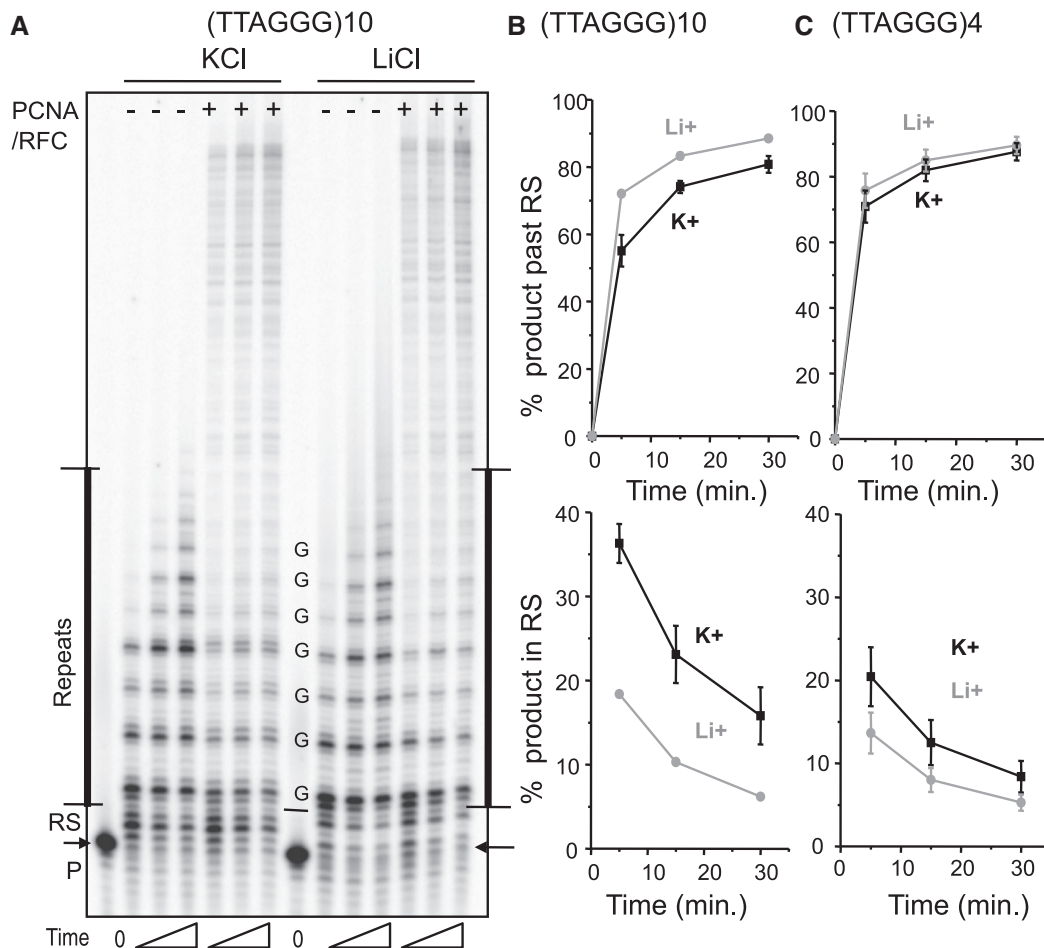 A (TTAGGG)10
KCl LiCl
PCNA /RFC - - - + + + - - - + + +
Repeats
G
G
G
G
G
G
G
RS
P
Time 0 0
B (TTAGGG)10
% product past RS
100
80
60
40
20
0
Li+
K+
0 10 20 30
Time (min.)
% product in RS
40
30
20
10
0
K+
Li+
0 10 20 30
Time (min.)
C (TTAGGG)4
100
80
60
40
20
0
Li+
K+
0 10 20 30
Time (min.)
40
30
20
10
0
K+
Li+
0 10 20 30
Time (min.)